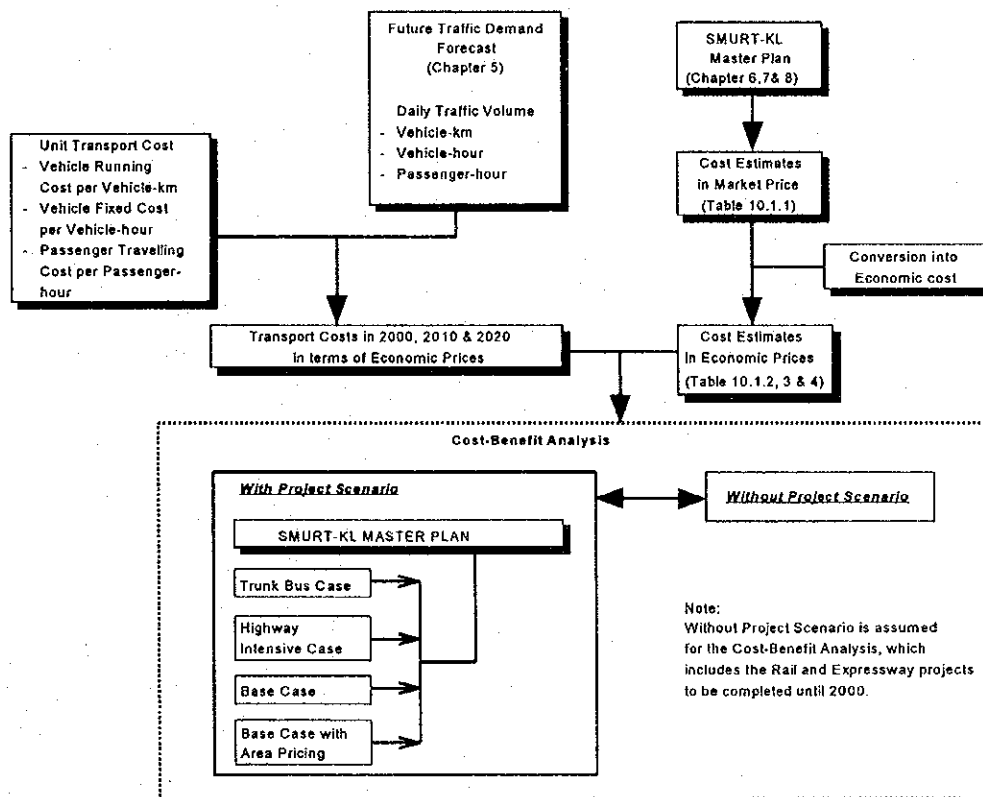 Future Traffic Demand
Forecast
(Chapter 5)
Daily Traffic Volume
- Vehicle-km
- Vehicle-hour
- Passenger-hour
SMURT-KL
Master Plan
(Chapter 6,7& 8)
Unit Transport Cost
- Vehicle Running
Cost per Vehicle-km
- Vehicle Fixed Cost
per Vehicle-hour
- Passenger Travelling
Cost per Passenger-
hour
Cost Estimates
in Market Price
(Table 10.1.1)
Conversion into
Economic cost
Transport Costs in 2000, 2010 & 2020
in terms of Economic Prices
Cost Estimates
In Economic Prices
(Table 10.1.2, 3 & 4)
Cost-Benefit Analysis
With Project Scenario
SMURT-KL MASTER PLAN
Trunk Bus Case
Highway
Intensive Case
Base Case
Base Case with
Area Pricing
Without Project Scenario
Note:
Without Project Scenario is assumed
for the Cost-Benefit Analysis, which
includes the Rail and Expressway projects
to be completed until 2000.